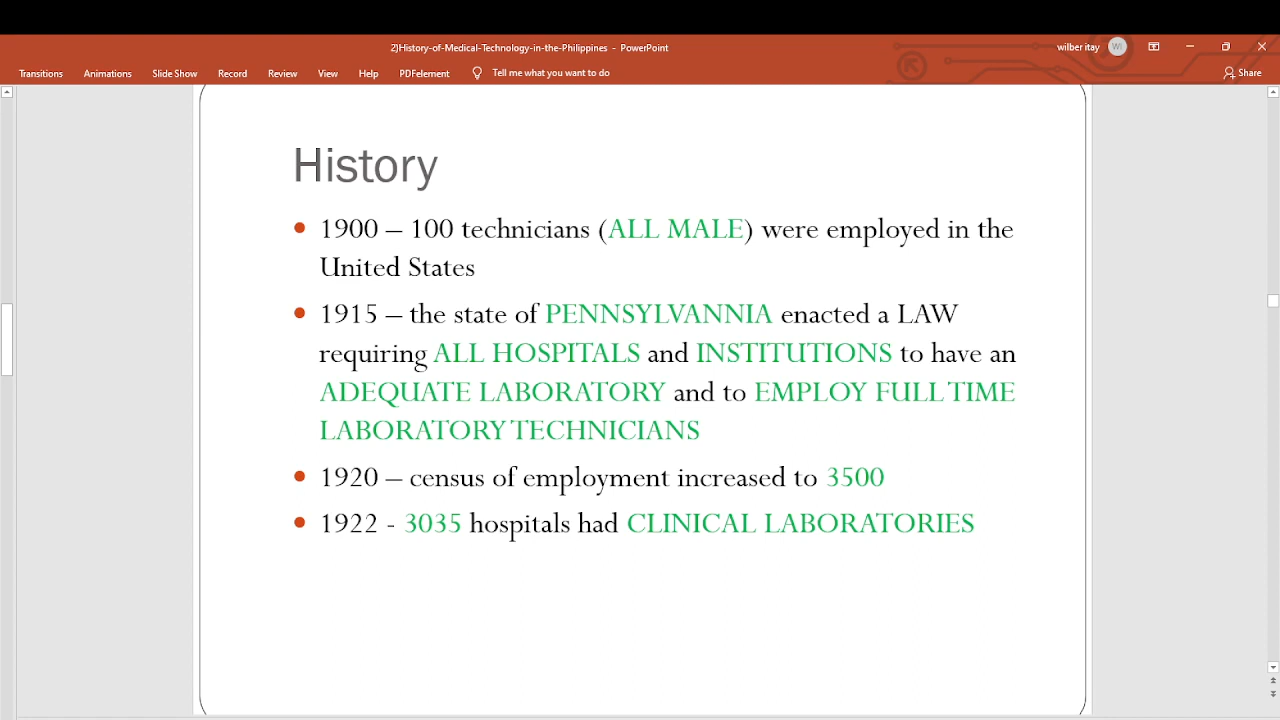 2)History-of-Medical-Technology-in-the-Philippines - PowerPoint
wilber itay
WI
Transitions Animations Slide Show Record Review View Help PDFelement Tell me what you want to do Share
History
• 1900 – 100 technicians (ALL MALE) were employed in the
United States
• 1915 – the state of PENNSYLVANNIA enacted a LAW
requiring ALL HOSPITALS and INSTITUTIONS to have an
ADEQUATE LABORATORY and to EMPLOY FULL TIME
LABORATORY TECHNICIANS
• 1920 – census of employment increased to 3500
• 1922 - 3035 hospitals had CLINICAL LABORATORIES